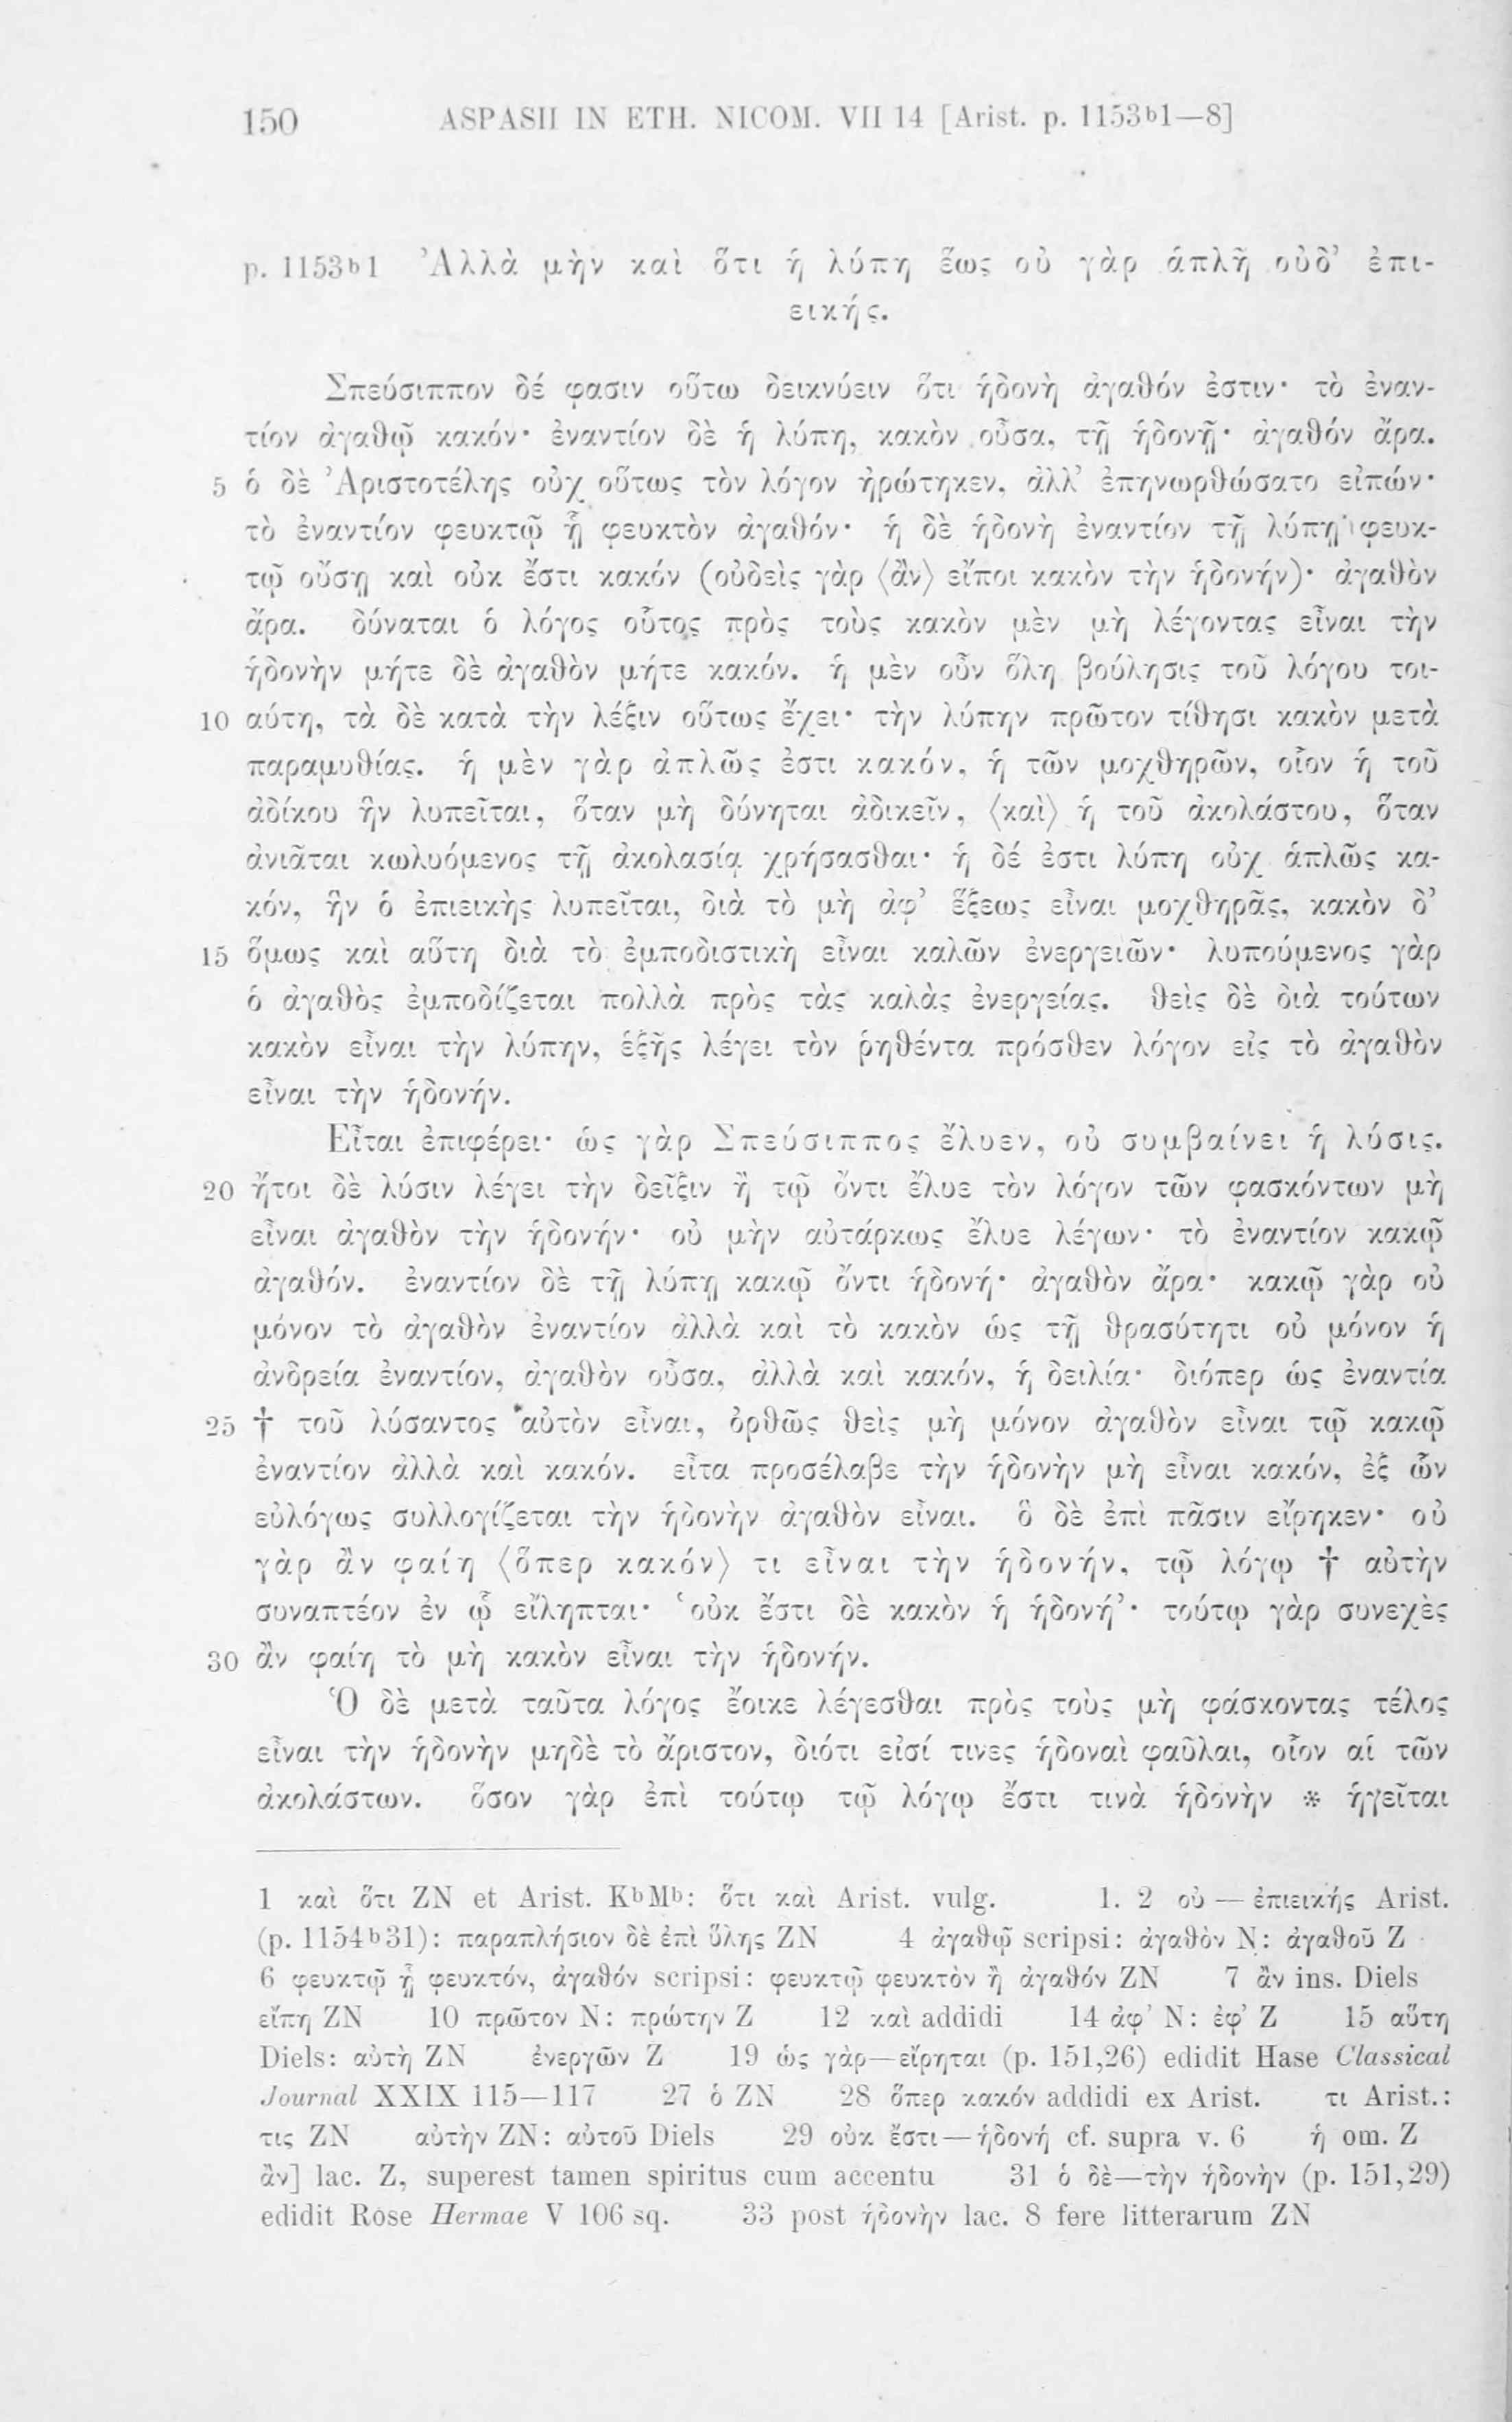 150 ASPASII IN ETH. NICOM. VII 14 [Arist. p. 1153b1—8]
p. 1153b1 Ἀλλὰ μὴν καὶ ὅτι ἡ λύπη ἕως οὐ γὰρ ἁπλῆ οὐδ’ ἐπι-
εικής.
Σπεύσιππον δέ φασιν οὕτω δεικνύειν ὅτι ἡδονὴ ἀγαθόν ἐστιν· τὸ ἐναν-
τίον ἀγαθῷ κακόν· ἐναντίον δὲ ἡ λύπη, κακὸν οὖσα, τῇ ἡδονῇ· ἀγαθόν ἄρα.
5 ὁ δὲ Ἀριστοτέλης οὐχ οὕτως τὸν λόγον ἠρώτηκεν, ἀλλ’ ἐπηνωρθώσατο εἰπών·
τὸ ἐναντίον φευκτῷ ᾗ φευκτὸν ἀγαθόν· ἡ δὲ ἡδονὴ ἐναντίον τῇ λύπῃ φευκ-
τῷ οὔσῃ καὶ οὐκ ἔστι κακόν (οὐδεὶς γὰρ ⟨ἂν⟩ εἴποι κακὸν τὴν ἡδονήν)· ἀγαθὸν
ἄρα. δύναται ὁ λόγος οὗτος πρὸς τοὺς κακὸν μὲν μὴ λέγοντας εἶναι τὴν
ἡδονὴν μήτε δὲ ἀγαθὸν μήτε κακόν. ἡ μὲν οὖν ὅλη βούλησις τοῦ λόγου τοι-
10 αύτη, τὰ δὲ κατὰ τὴν λέξιν οὕτως ἔχει· τὴν λύπην πρῶτον τίθησι κακὸν μετὰ
παραμυθίας. ἡ μὲν γὰρ ἁπλῶς ἐστι κακόν, ἡ τῶν μοχθηρῶν, οἷον ἡ τοῦ
ἀδίκου ἣν λυπεῖται, ὅταν μὴ δύνηται ἀδικεῖν, ⟨καὶ⟩ ἡ τοῦ ἀκολάστου, ὅταν
ἀνιᾶται κωλυόμενος τῇ ἀκολασίᾳ χρήσασθαι· ἡ δέ ἐστι λύπη οὐχ ἁπλῶς κα-
κόν, ἣν ὁ ἐπιεικὴς λυπεῖται, διὰ τὸ μὴ ἀφ’ ἕξεως εἶναι μοχθηρᾶς, κακὸν δ’
15 ὅμως καὶ αὕτη διὰ τὸ ἐμποδιστικὴ εἶναι καλῶν ἐνεργειῶν· λυπούμενος γὰρ
ὁ ἀγαθὸς ἐμποδίζεται πολλὰ πρὸς τὰς καλὰς ἐνεργείας. θεὶς δὲ διὰ τούτων
κακὸν εἶναι τὴν λύπην, ἑξῆς λέγει τὸν ῥηθέντα πρόσθεν λόγον εἰς τὸ ἀγαθὸν
εἶναι τὴν ἡδονήν.
Εἶται ἐπιφέρει· ὡς γὰρ Σπεύσιππος ἔλυεν, οὐ συμβαίνει ἡ λύσις.
20 ἤτοι δὲ λύσιν λέγει τὴν δεῖξιν ἢ τῷ ὄντι ἔλυε τὸν λόγον τῶν φασκόντων μὴ
εἶναι ἀγαθὸν τὴν ἡδονήν· οὐ μὴν αὐτάρκως ἔλυε λέγων· τὸ ἐναντίον κακῷ
ἀγαθόν. ἐναντίον δὲ τῇ λύπῃ κακῷ ὄντι ἡδονή· ἀγαθὸν ἄρα· κακῷ γὰρ οὐ
μόνον τὸ ἀγαθὸν ἐναντίον ἀλλὰ καὶ τὸ κακὸν ὡς τῇ θρασύτητι οὐ μόνον ἡ
ἀνδρεία ἐναντίον, ἀγαθὸν οὖσα, ἀλλὰ καὶ κακόν, ἡ δειλία· διόπερ ὡς ἐναντία
25 † τοῦ λύσαντος αὐτὸν εἶναι, ὀρθῶς θεὶς μὴ μόνον ἀγαθὸν εἶναι τῷ κακῷ
ἐναντίον ἀλλὰ καὶ κακόν. εἶτα προσέλαβε τὴν ἡδονὴν μὴ εἶναι κακόν, ἐξ ὧν
εὐλόγως συλλογίζεται τὴν ἡδονὴν ἀγαθὸν εἶναι. ὃ δὲ ἐπὶ πᾶσιν εἴρηκεν· οὐ
γὰρ ἂν φαίη ⟨ὅπερ κακόν⟩ τι εἶναι τὴν ἡδονήν, τῷ λόγῳ † αὐτὴν
συναπτέον ἐν ᾧ εἴληπται· ‘οὐκ ἔστι δὲ κακὸν ἡ ἡδονή’· τούτῳ γὰρ συνεχὲς
30 ἂν φαίη τὸ μὴ κακὸν εἶναι τὴν ἡδονήν.
Ὁ δὲ μετὰ ταῦτα λόγος ἔοικε λέγεσθαι πρὸς τοὺς μὴ φάσκοντας τέλος
εἶναι τὴν ἡδονὴν μηδὲ τὸ ἄριστον, διότι εἰσί τινες ἡδοναὶ φαῦλαι, οἷον αἱ τῶν
ἀκολάστων. ὅσον γὰρ ἐπὶ τούτῳ τῷ λόγῳ ἔστι τινὰ ἡδονὴν * ἡγεῖται
1 καὶ ὅτι ZN et Arist. KbMb: ὅτι καὶ Arist. vulg. 1. 2 οὐ — ἐπιεικής Arist.
(p. 1154b31): παραπλήσιον δὲ ἐπὶ ὕλης ZN 4 ἀγαθῷ scripsi: ἀγαθὸν N: ἀγαθοῦ Z
6 φευκτῷ ᾗ φευκτόν, ἀγαθόν scripsi: φευκτῷ φευκτὸν ἢ ἀγαθόν ZN 7 ἂν ins. Diels
εἴπῃ ZN 10 πρῶτον N: πρώτην Z 12 καὶ addidi 14 ἀφ’ N: ἐφ’ Z 15 αὕτη
Diels: αὐτὴ ZN ἐνεργῶν Z 19 ὡς γὰρ—εἴρηται (p. 151,26) edidit Hase Classical
Journal XXIX 115—117 27 ὁ ZN 28 ὅπερ κακόν addidi ex Arist. τι Arist.:
τις ZN αὐτὴν ZN: αὐτοῦ Diels 29 οὐκ ἔστι—ἡδονή cf. supra v. 6 ἡ om. Z
ἂν] lac. Z, superest tamen spiritus cum accentu 31 ὁ δὲ—τὴν ἡδονὴν (p. 151,29)
edidit Rose Hermae V 106 sq. 33 post ἡδονὴν lac. 8 fere litterarum ZN